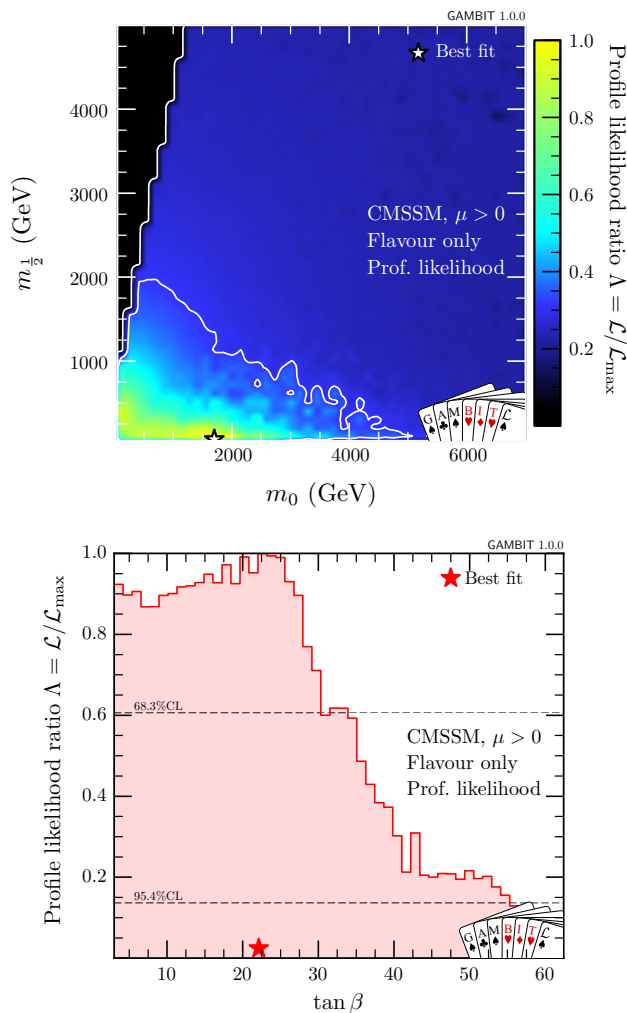 GAMBIT 1.0.0
Best fit
CMSSM, μ > 0
Flavour only
Prof. likelihood
4000
3000
2000
1000
m_{1/2} (GeV)
2000
4000
6000
m_0 (GeV)
1.0
0.8
0.6
0.4
0.2
Profile likelihood ratio Λ = ℒ/ℒ_max
G A M B I T ℒ
GAMBIT 1.0.0
Best fit
68.3%CL
CMSSM, μ > 0
Flavour only
Prof. likelihood
95.4%CL
1.0
0.8
0.6
0.4
0.2
Profile likelihood ratio Λ = ℒ/ℒ_max
G A M B I T ℒ
10
20
30
40
50
60
tan β